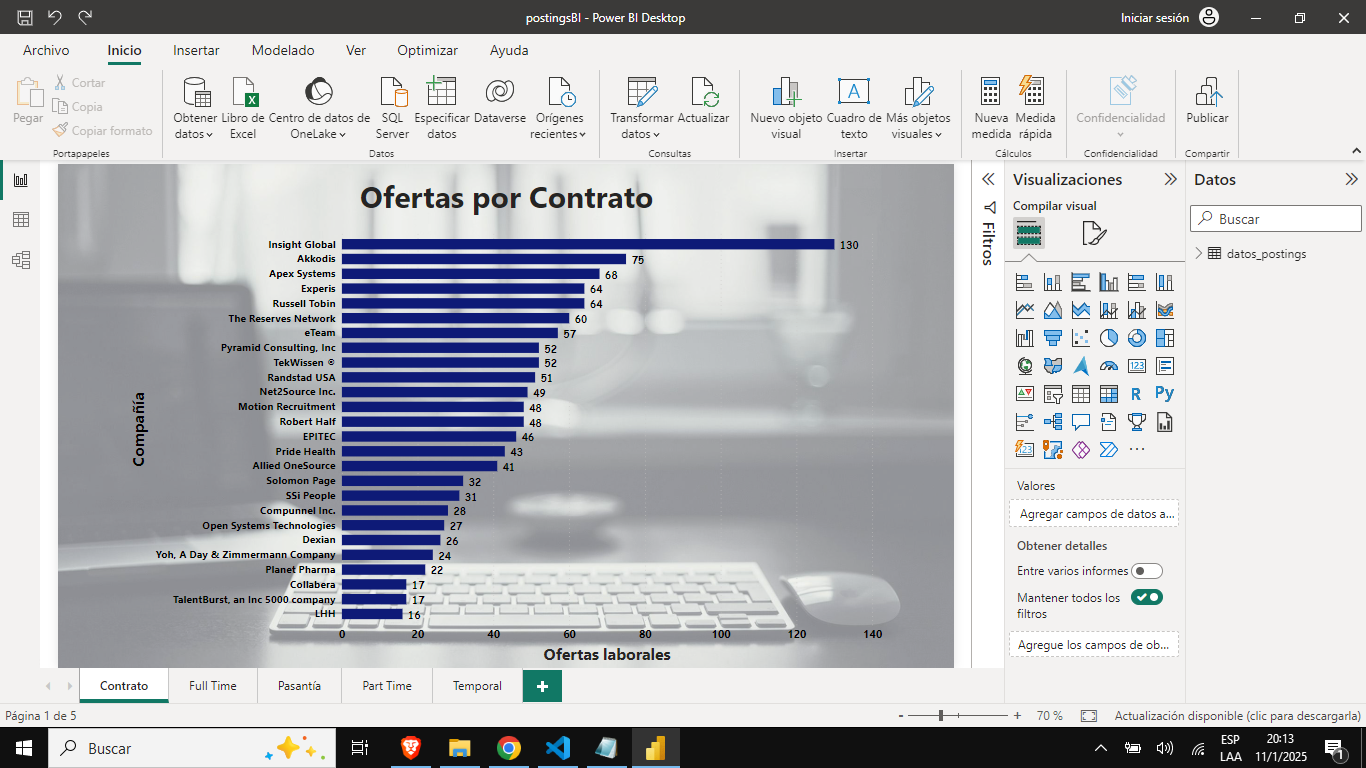 postingsBI - Power BI Desktop
Iniciar sesión
Archivo
Inicio
Insertar
Modelado
Ver
Optimizar
Ayuda
Pegar
Cortar
Copia
Copiar formato
Portapapeles
Obtener datos
Libro de Excel
Centro de datos de OneLake
SQL Server
Especificar datos
Dataverse
Orígenes recientes
Datos
Transformar datos
Actualizar
Consultas
Nuevo objeto visual
Cuadro de texto
Más objetos visuales
Insertar
Nueva medida
Medida rápida
Cálculos
Confidencialidad
Confidencialidad
Publicar
Compartir
Ofertas por Contrato
Compañía
Insight Global 130
Akkodis 75
Apex Systems 68
Experis 64
Russell Tobin 64
The Reserves Network 60
eTeam 57
Pyramid Consulting, Inc 52
TekWissen ® 52
Randstad USA 51
Net2Source Inc. 49
Motion Recruitment 48
Robert Half 48
EPITEC 46
Pride Health 43
Allied OneSource 41
Solomon Page 32
SSi People 31
Compunnel Inc. 28
Open Systems Technologies 27
Dexian 26
Yoh, A Day & Zimmermann Company 24
Planet Pharma 22
Collabera 17
TalentBurst, an Inc 5000 company 17
LHH 16
0 20 40 60 80 100 120 140
Ofertas laborales
Filtros
Visualizaciones
Compilar visual
123
R
Py
123
Valores
Agregar campos de datos a...
Obtener detalles
Entre varios informes
Mantener todos los
filtros
Agregue los campos de ob...
Datos
Buscar
datos_postings
Contrato
Full Time
Pasantía
Part Time
Temporal
Página 1 de 5
- + 70 %
Actualización disponible (clic para descargarla)
Buscar
ESP
LAA
20:13
11/1/2025
1